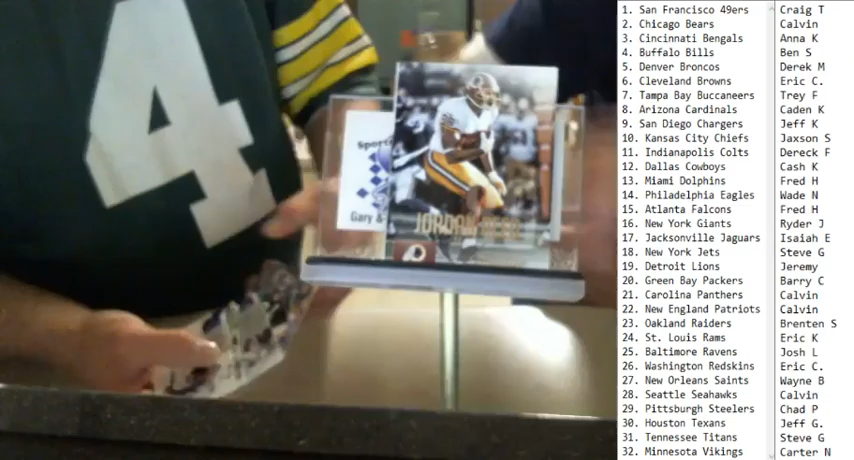 4
Sports
Gary &
JORDAN REED
1. San Francisco 49ers Craig T
2. Chicago Bears Calvin
3. Cincinnati Bengals Anna K
4. Buffalo Bills Ben S
5. Denver Broncos Derek M
6. Cleveland Browns Eric C.
7. Tampa Bay Buccaneers Trey F
8. Arizona Cardinals Caden K
9. San Diego Chargers Jeff K
10. Kansas City Chiefs Jaxson S
11. Indianapolis Colts Dereck F
12. Dallas Cowboys Cash K
13. Miami Dolphins Fred H
14. Philadelphia Eagles Wade N
15. Atlanta Falcons Fred H
16. New York Giants Ryder J
17. Jacksonville Jaguars Isaiah E
18. New York Jets Steve G
19. Detroit Lions Jeremy
20. Green Bay Packers Barry C
21. Carolina Panthers Calvin
22. New England Patriots Calvin
23. Oakland Raiders Brenten S
24. St. Louis Rams Eric K
25. Baltimore Ravens Josh L
26. Washington Redskins Eric C.
27. New Orleans Saints Wayne B
28. Seattle Seahawks Calvin
29. Pittsburgh Steelers Chad P
30. Houston Texans Jeff G.
31. Tennessee Titans Steve G
32. Minnesota Vikings Carter N